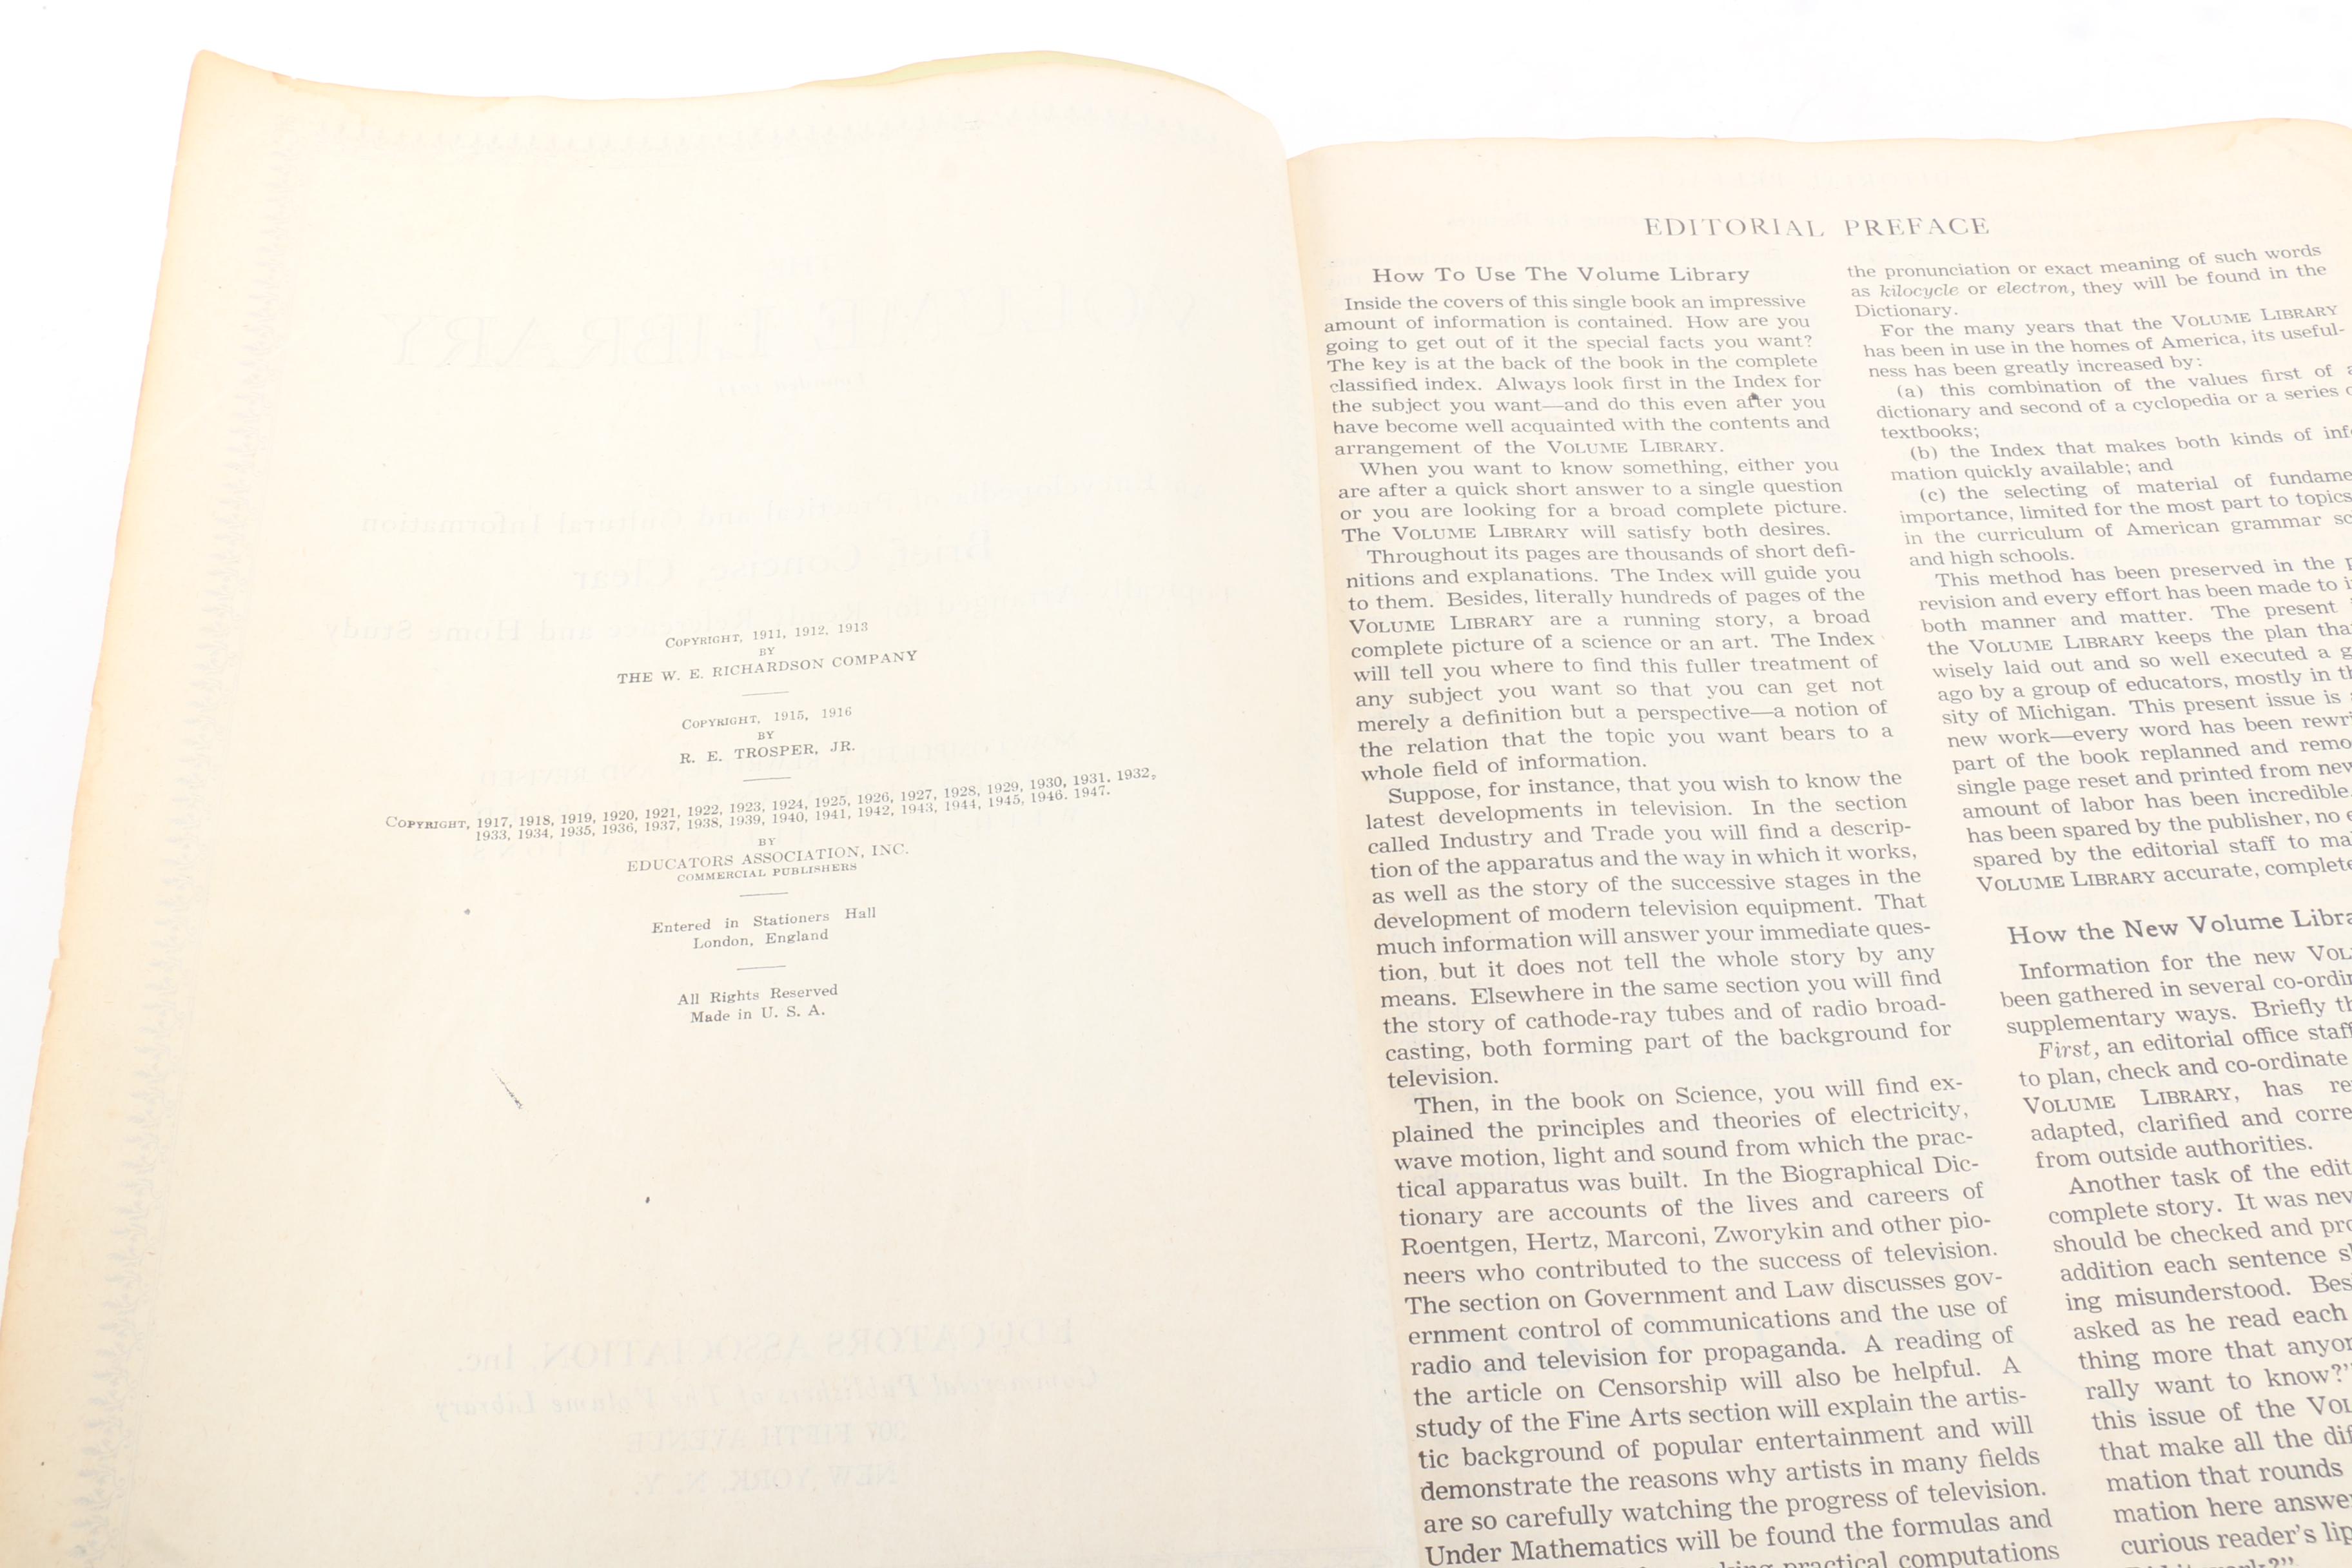 COPYRIGHT, 1911, 1912, 1913
BY
THE W. E. RICHARDSON COMPANY
COPYRIGHT, 1915, 1916
BY
R. E. TROSPER, JR.
COPYRIGHT, 1917, 1918, 1919, 1920, 1921, 1922, 1923, 1924, 1925, 1926, 1927, 1928, 1929, 1930, 1931, 1932,
1933, 1934, 1935, 1936, 1937, 1938, 1939, 1940, 1941, 1942, 1943, 1944, 1945, 1946, 1947.
BY
EDUCATORS ASSOCIATION, INC.
COMMERCIAL PUBLISHERS
Entered in Stationers Hall
London, England
All Rights Reserved
Made in U. S. A.
EDITORIAL PREFACE
How To Use The Volume Library
Inside the covers of this single book an impressive
amount of information is contained. How are you
going to get out of it the special facts you want?
The key is at the back of the book in the complete
classified index. Always look first in the Index for
the subject you want—and do this even after you
have become well acquainted with the contents and
arrangement of the VOLUME LIBRARY.
When you want to know something, either you
are after a quick short answer to a single question
or you are looking for a broad complete picture.
The VOLUME LIBRARY will satisfy both desires.
Throughout its pages are thousands of short defi-
nitions and explanations. The Index will guide you
to them. Besides, literally hundreds of pages of the
VOLUME LIBRARY are a running story, a broad
complete picture of a science or an art. The Index
will tell you where to find this fuller treatment of
any subject you want so that you can get not
merely a definition but a perspective—a notion of
the relation that the topic you want bears to a
whole field of information.
Suppose, for instance, that you wish to know the
latest developments in television. In the section
called Industry and Trade you will find a descrip-
tion of the apparatus and the way in which it works,
as well as the story of the successive stages in the
development of modern television equipment. That
much information will answer your immediate ques-
tion, but it does not tell the whole story by any
means. Elsewhere in the same section you will find
the story of cathode-ray tubes and of radio broad-
casting, both forming part of the background for
television.
Then, in the book on Science, you will find ex-
plained the principles and theories of electricity,
wave motion, light and sound from which the prac-
tical apparatus was built. In the Biographical Dic-
tionary are accounts of the lives and careers of
Roentgen, Hertz, Marconi, Zworykin and other pio-
neers who contributed to the success of television.
The section on Government and Law discusses gov-
ernment control of communications and the use of
radio and television for propaganda. A reading of
the article on Censorship will also be helpful. A
study of the Fine Arts section will explain the artis-
tic background of popular entertainment and will
demonstrate the reasons why artists in many fields
are so carefully watching the progress of television.
Under Mathematics will be found the formulas and
practical computations
the pronunciation or exact meaning of such words
as kilocycle or electron, they will be found in the
Dictionary.
For the many years that the VOLUME LIBRARY
has been in use in the homes of America, its useful-
ness has been greatly increased by:
(a) this combination of the values first of a
dictionary and second of a cyclopedia or a series
textbooks;
(b) the Index that makes both kinds of
mation quickly available; and
(c) the selecting of material of
importance, limited for the most part to topics
in the curriculum of American grammar
and high schools.
This method has been preserved in the
revision and every effort has been made to
both manner and matter. The present
the VOLUME LIBRARY keeps the plan
wisely laid out and so well executed a
ago by a group of educators, mostly in
sity of Michigan. This present issue is
new work—every word has been
part of the book replanned and
single page reset and printed from
amount of labor has been incredible.
has been spared by the publisher, no
spared by the editorial staff to
VOLUME LIBRARY accurate,
How the New Volume
Information for the new
been gathered in several
supplementary ways. Briefly
First, an editorial office staff
to plan, check and co-ordinate
VOLUME LIBRARY, has
adapted, clarified and
from outside authorities.
Another task of the
complete story. It was
should be checked and
addition each sentence
ing misunderstood.
asked as he read each
thing more that
rally want to know?"
this issue of the
that make all the
mation that rounds
mation here
curious reader's